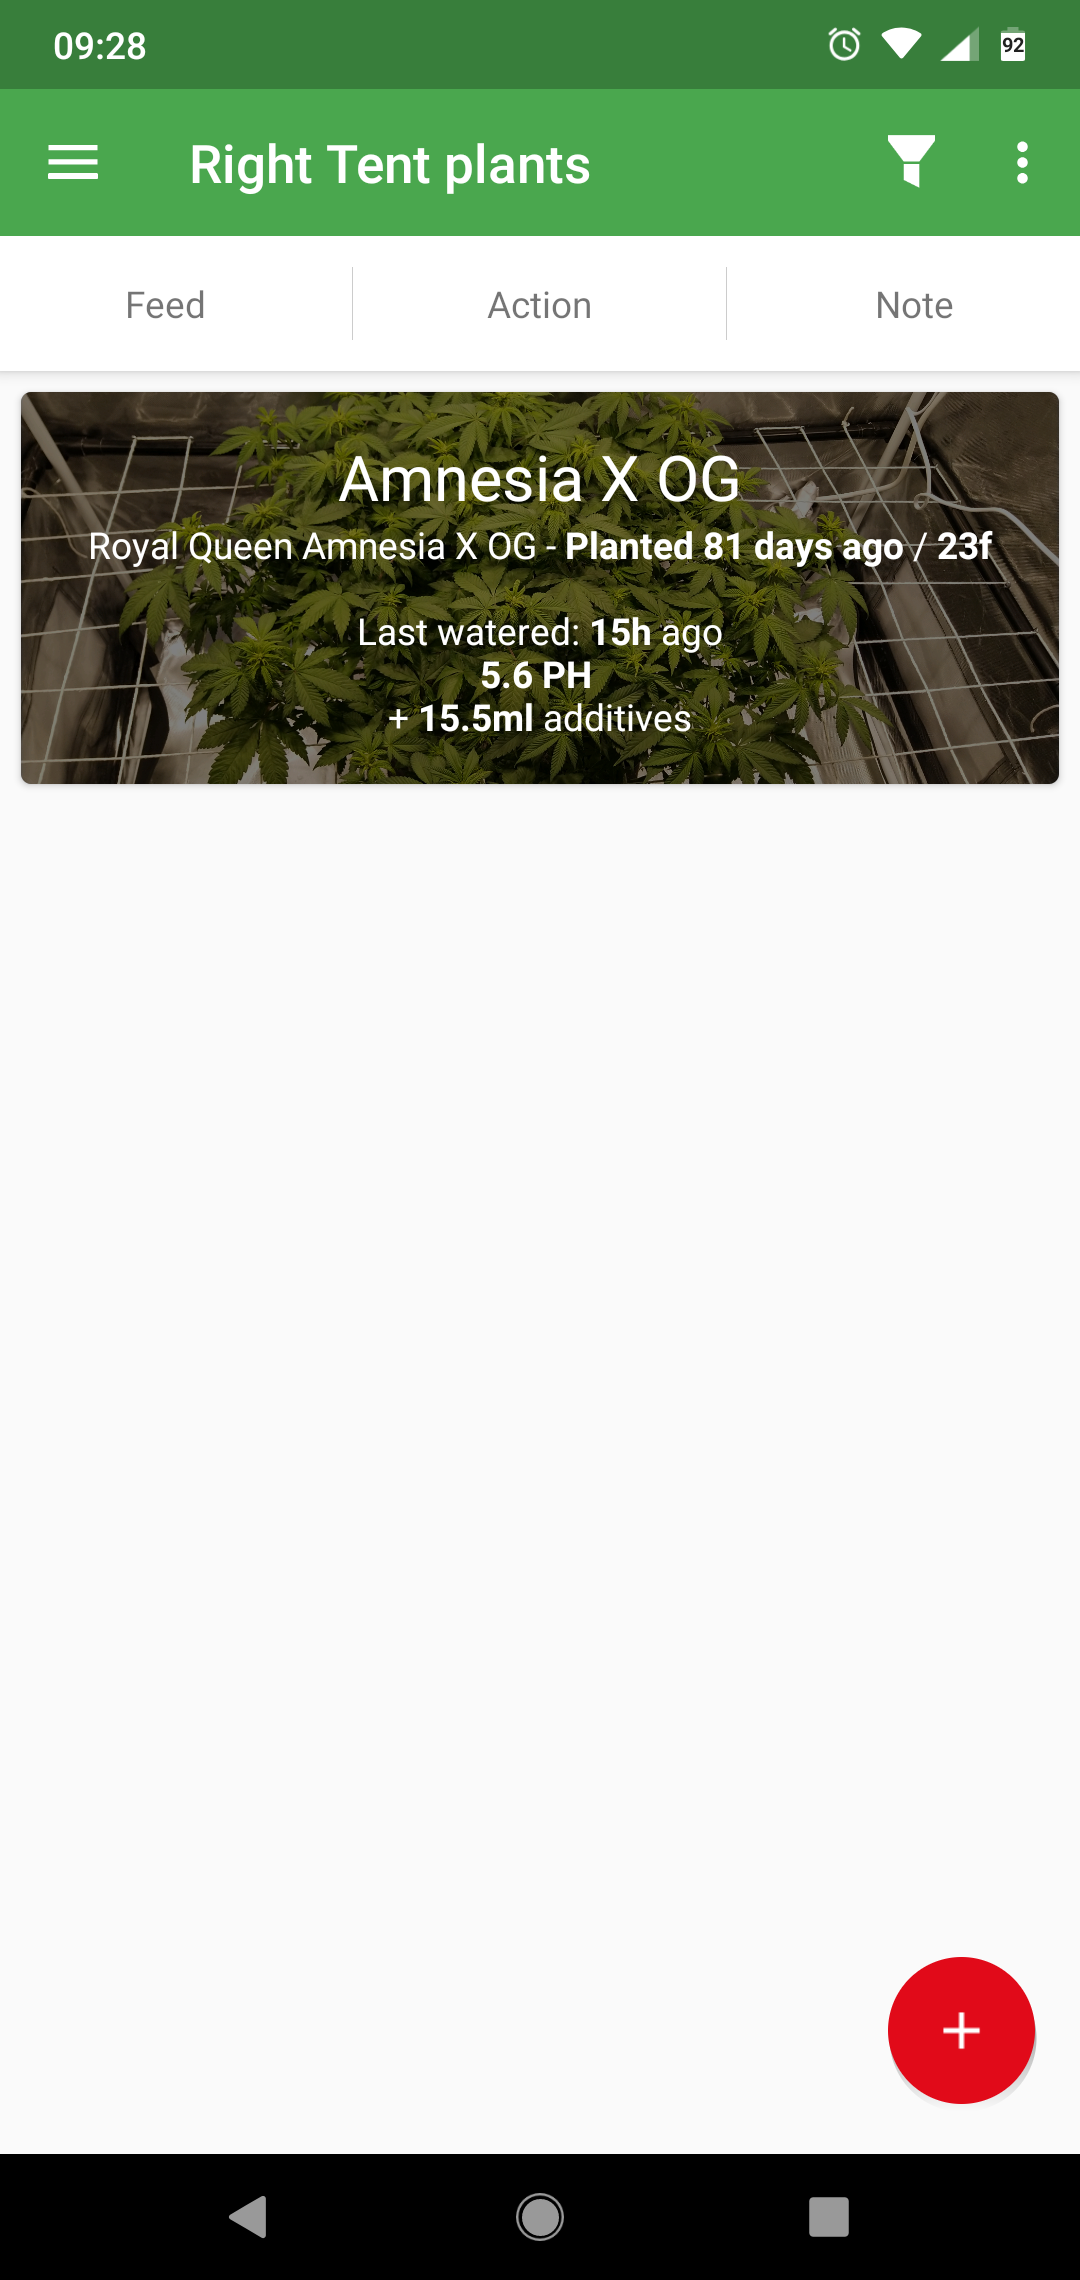 09:28
92
Right Tent plants
Feed
Action
Note
Amnesia X OG
Royal Queen Amnesia X OG - Planted 81 days ago / 23f
Last watered: 15h ago
5.6 PH
+ 15.5ml additives